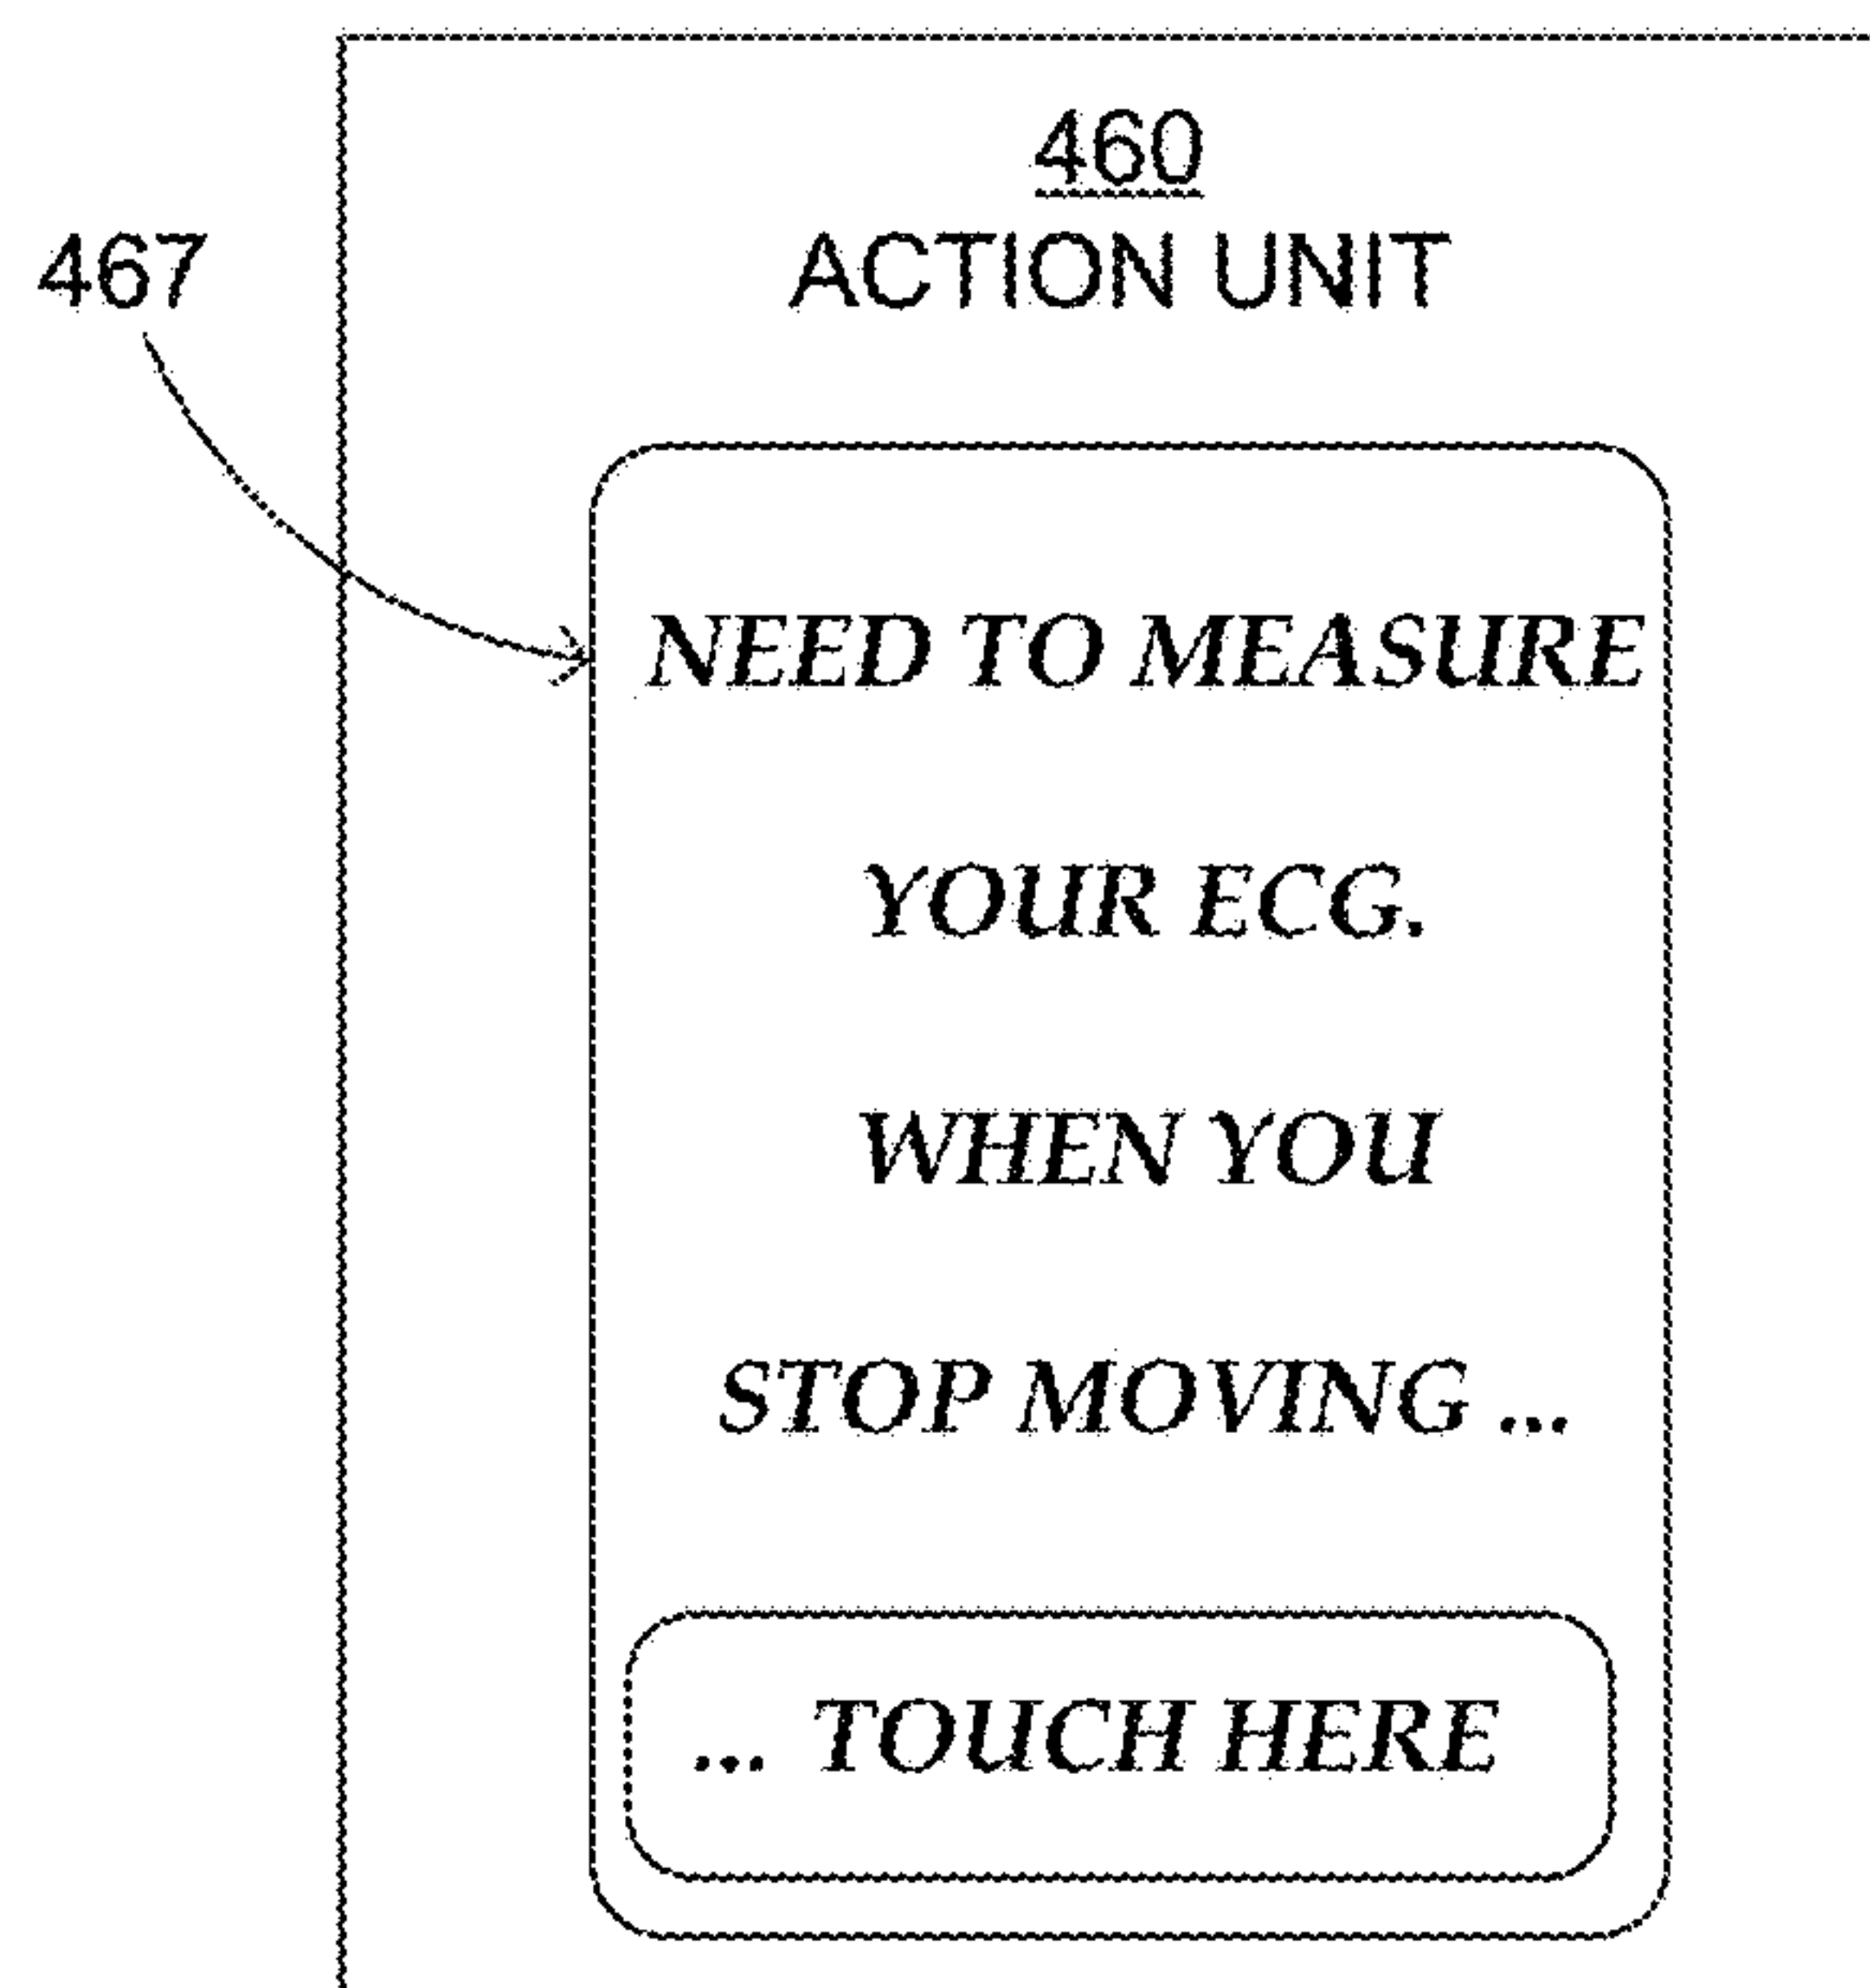 460
467
ACTION UNIT
NEED TO MEASURE
YOUR ECG.
WHEN YOU
STOP MOVING ...
... TOUCH HERE